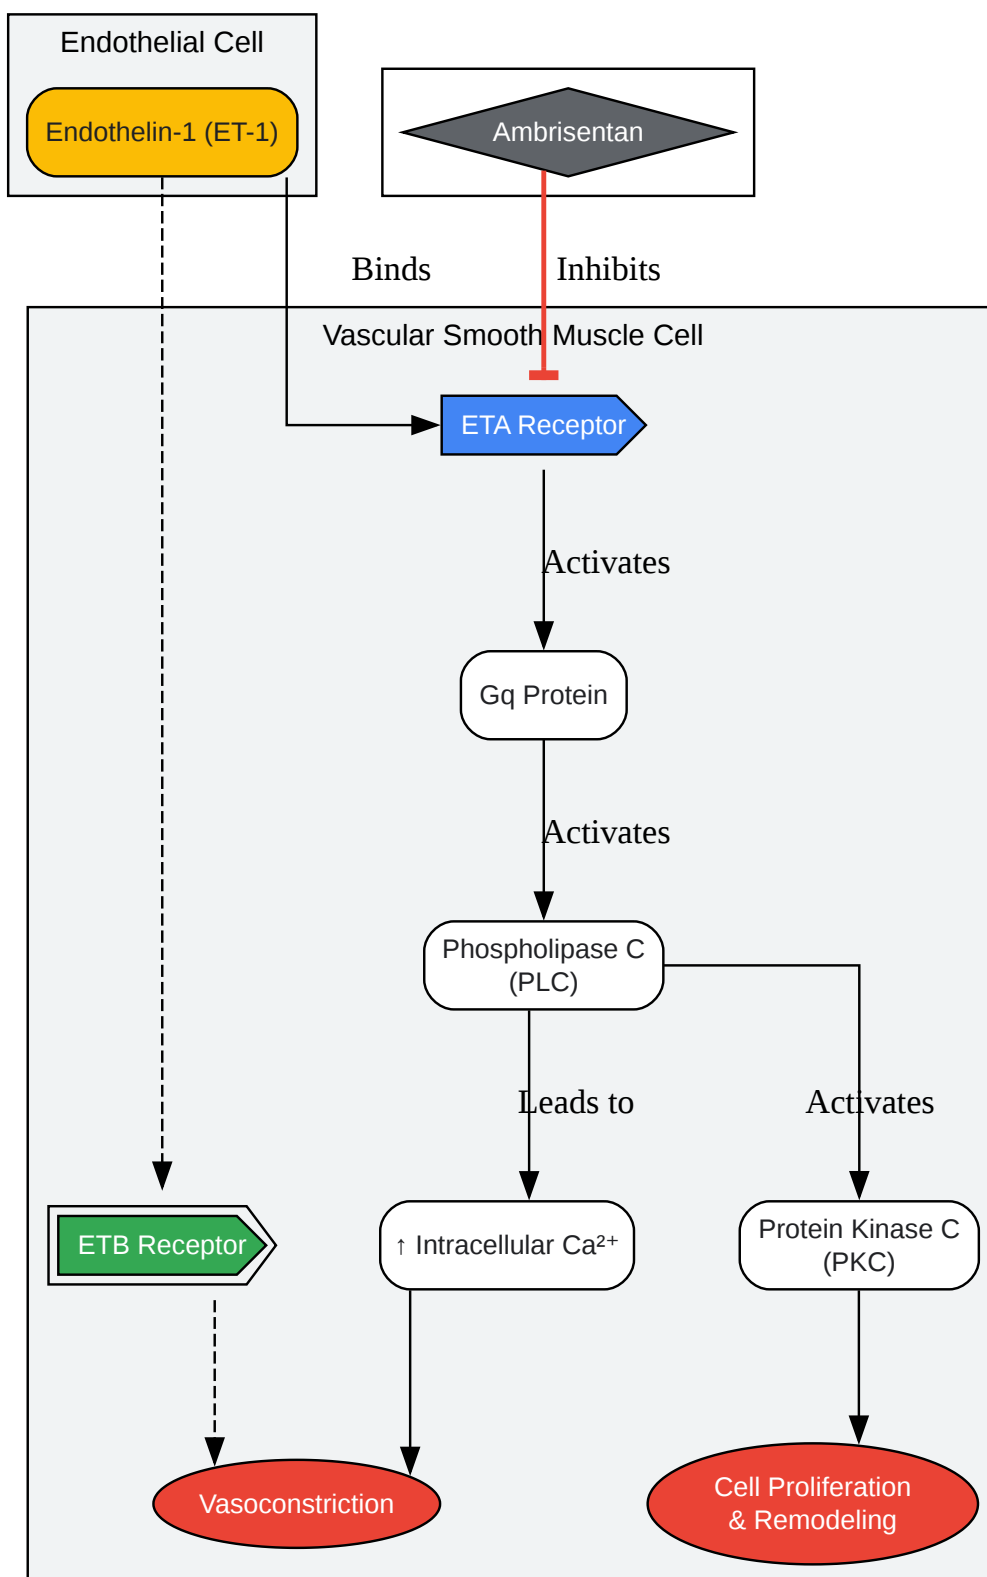 Endothelial Cell
Endothelin-1 (ET-1)
Ambrisentan
Binds
Inhibits
Vascular Smooth Muscle Cell
ETA Receptor
Activates
Gq Protein
Activates
Phospholipase C
(PLC)
Leads to
Activates
ETB Receptor
↑ Intracellular Ca²⁺
Protein Kinase C
(PKC)
Vasoconstriction
Cell Proliferation
& Remodeling